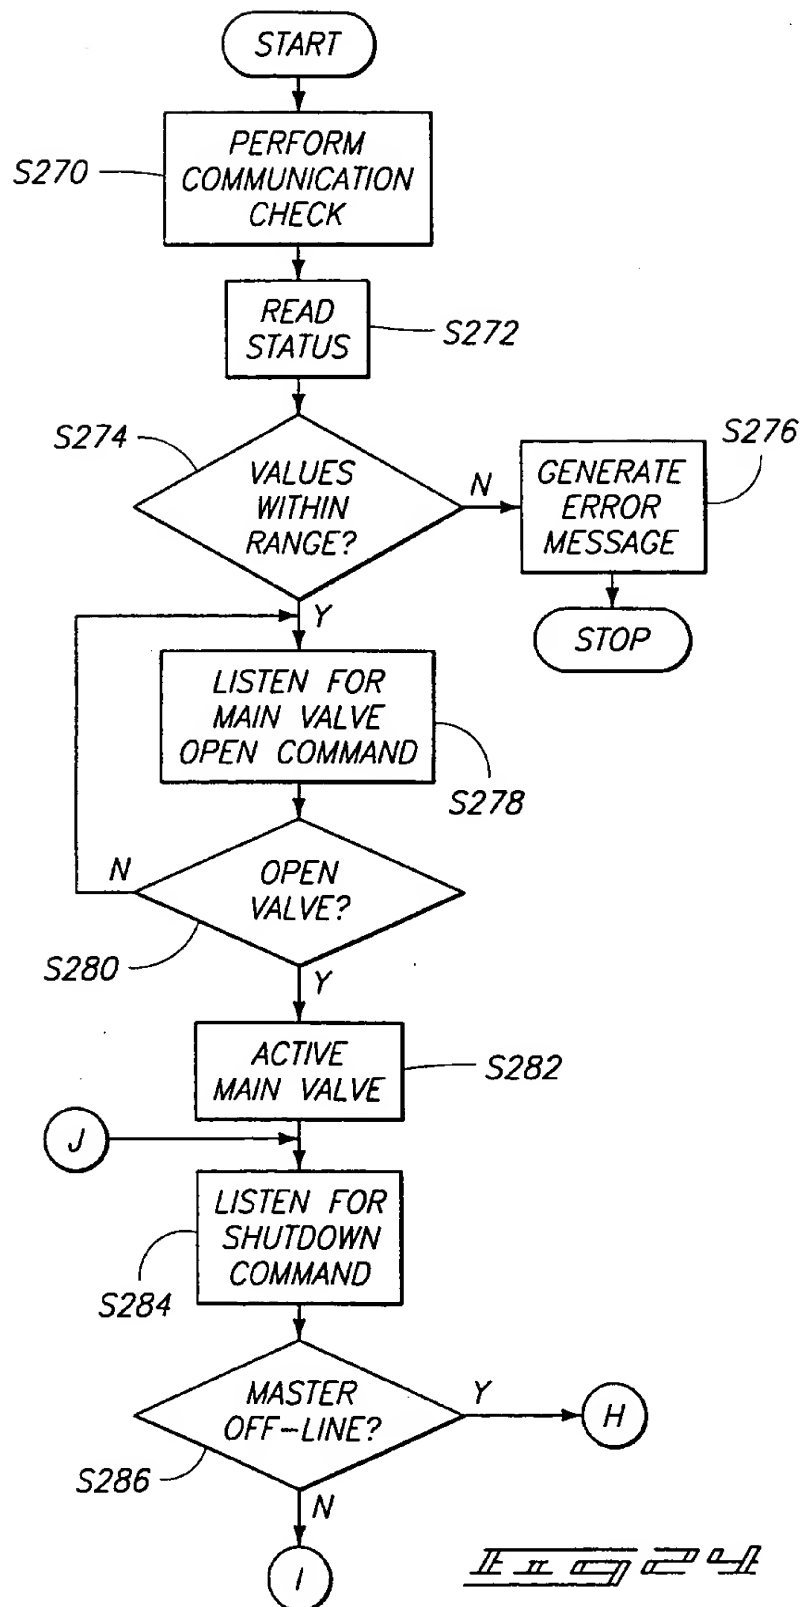 START
PERFORM
COMMUNICATION
CHECK
S270
READ
STATUS
S272
S274
VALUES
WITHIN
RANGE?
N
GENERATE
ERROR
MESSAGE
S276
STOP
Y
LISTEN FOR
MAIN VALVE
OPEN COMMAND
S278
N
OPEN
VALVE?
S280
Y
ACTIVE
MAIN VALVE
S282
J
LISTEN FOR
SHUTDOWN
COMMAND
S284
MASTER
OFF-LINE?
Y
H
S286
N
I
FIG 24